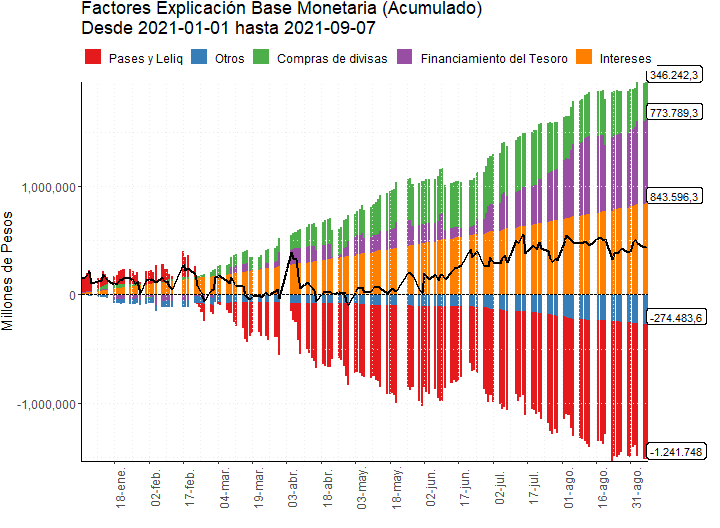 Factores Explicación Base Monetaria (Acumulado)
Desde 2021-01-01 hasta 2021-09-07
Pases y Leliq Otros Compras de divisas Financiamiento del Tesoro Intereses
346.242,3
773.789,3
1,000,000
843.596,3
Millones de Pesos
0
-274.483,6
-1,000,000
-1.241.748
18-ene. 02-feb. 17-feb. 04-mar. 19-mar. 03-abr. 18-abr. 03-may. 18-may. 02-jun. 17-jun. 02-jul. 17-jul. 01-ago. 16-ago. 31-ago.